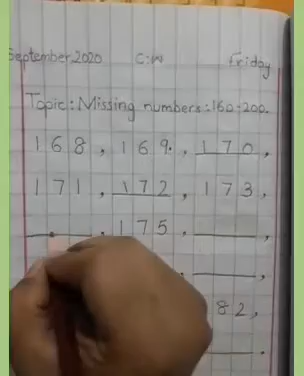 September 2020 C:W Friday
Topic: Missing numbers:160-200.
168, 169, 170,
171, 172, 173,
175,
82,